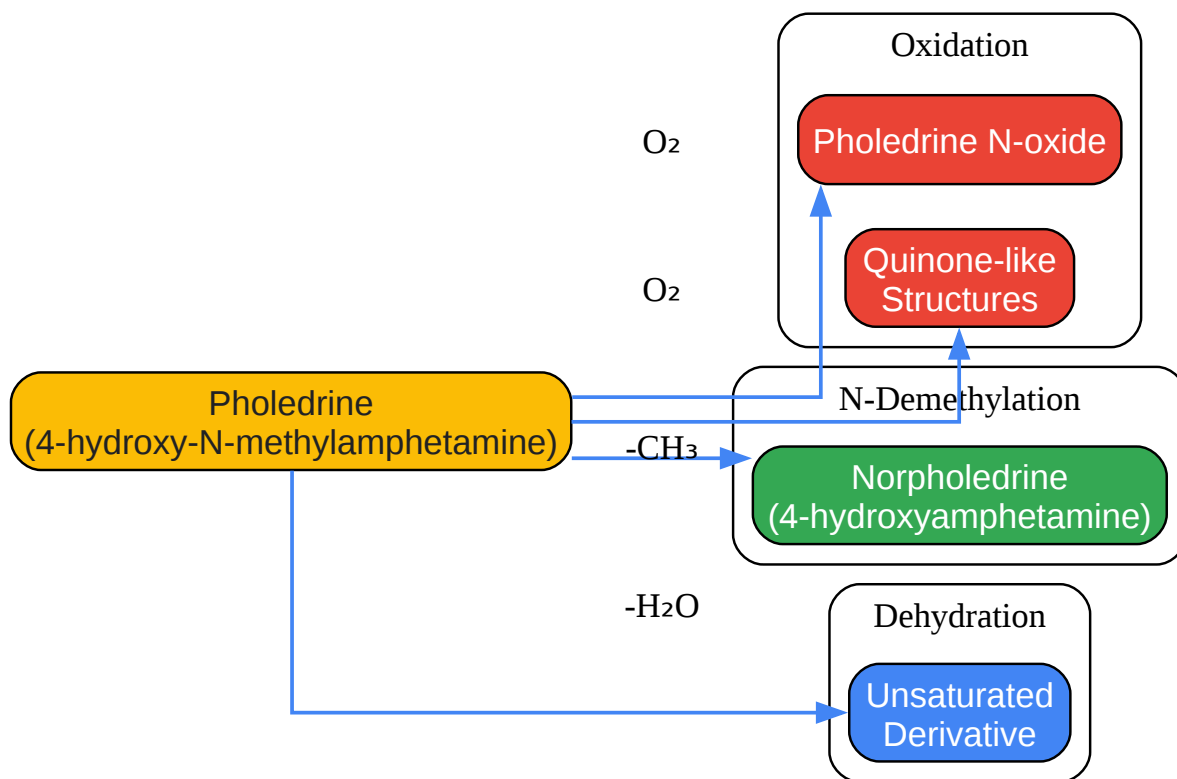 Oxidation
O₂
Pholedrine N-oxide
O₂
Quinone-like
Structures
Pholedrine
(4-hydroxy-N-methylamphetamine)
N-Demethylation
-CH₃
Norpholedrine
(4-hydroxyamphetamine)
-H₂O
Dehydration
Unsaturated
Derivative